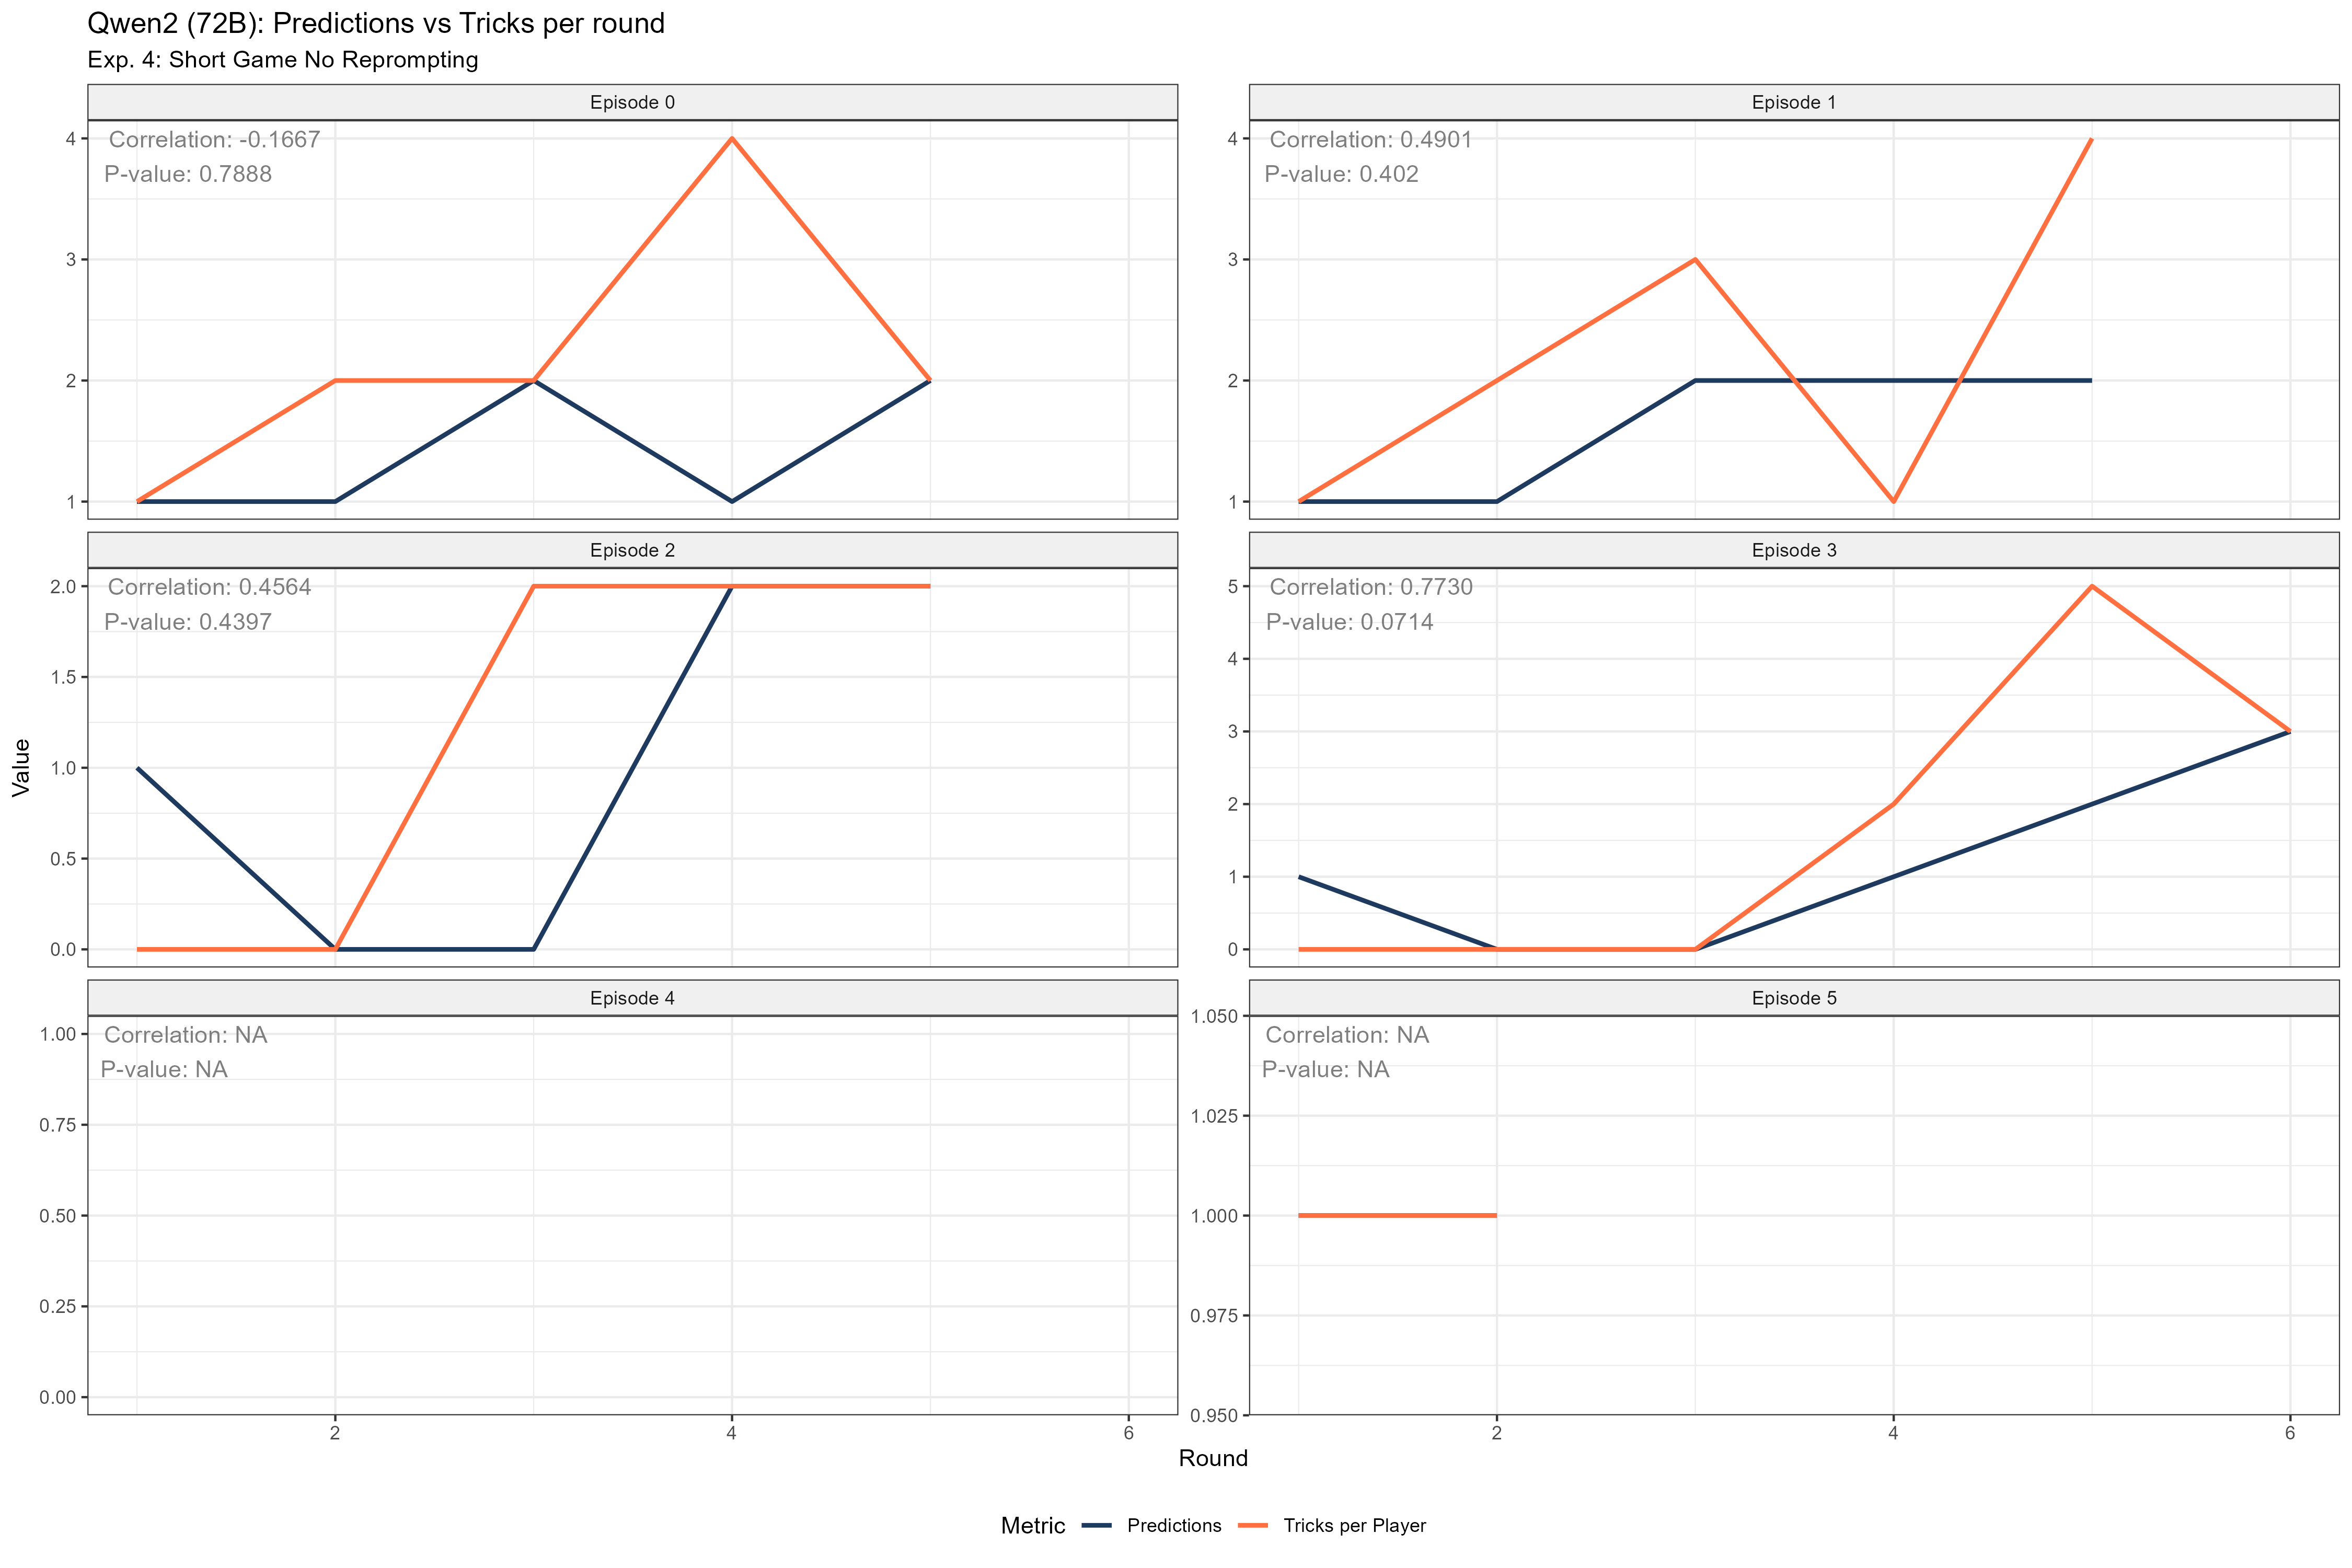 Qwen2 (72B): Predictions vs Tricks per round
Exp. 4: Short Game No Reprompting
Episode 0
Correlation: -0.1667
P-value: 0.7888
4
3
2
1
Episode 1
Correlation: 0.4901
P-value: 0.402
4
3
2
1
Episode 2
Correlation: 0.4564
P-value: 0.4397
2.0
1.5
1.0
0.5
0.0
Episode 3
Correlation: 0.7730
P-value: 0.0714
5
4
3
2
1
0
Value
Episode 4
Correlation: NA
P-value: NA
1.00
0.75
0.50
0.25
0.00
2 4 6
Episode 5
Correlation: NA
P-value: NA
1.050
1.025
1.000
0.975
0.950
2 4 6
Round
Metric Predictions Tricks per Player